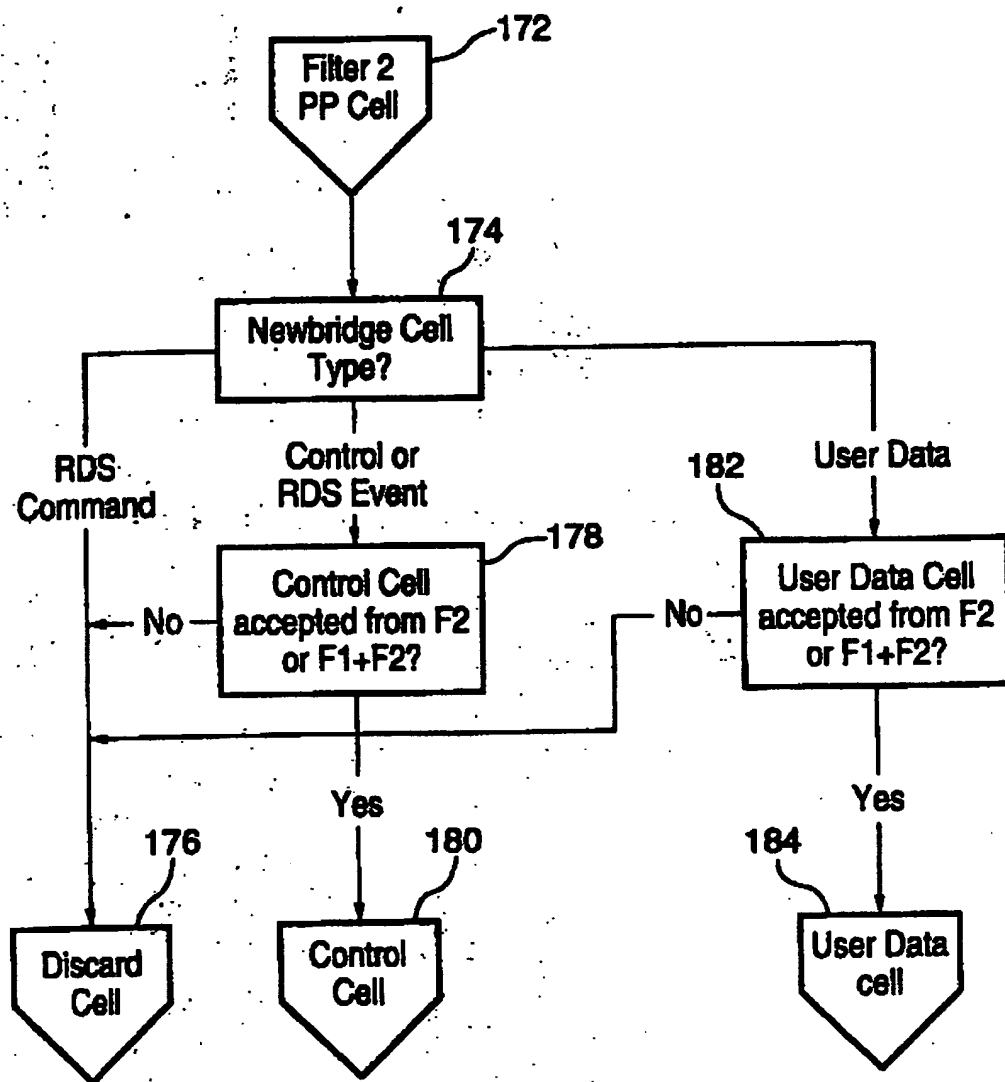 172
Filter 2
PP Cell
174
Newbridge Cell
Type?
RDS
Command
Control or
RDS Event
User Data
182
178
Control Cell
accepted from F2
or F1+F2?
No
User Data Cell
accepted from F2
or F1+F2?
No
Yes
Yes
176
180
184
Discard
Cell
Control
Cell
User Data
cell